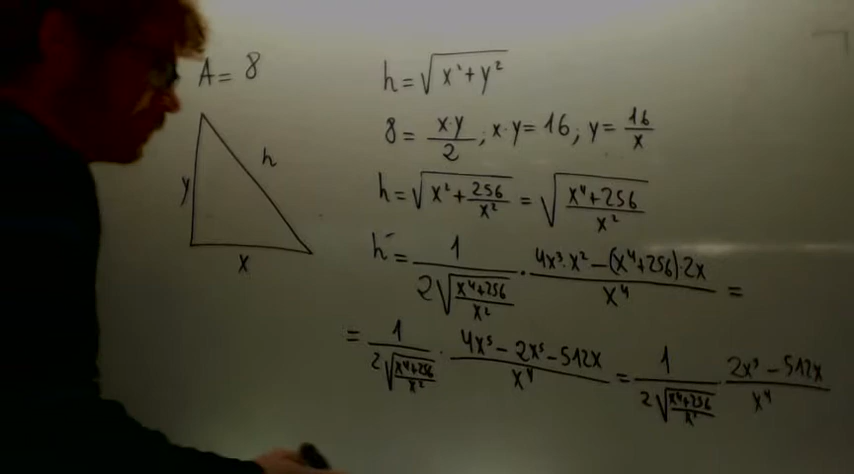 A = 8
h = √(x² + y²)
8 = x·y/2 ; x·y = 16 ; y = 16/x
h
y
x
h = √(x² + 256/x²) = √((x⁴+256)/x²)
h´ = 1/(2√((x⁴+256)/x²)) · (4x³·x² − (x⁴+256)·2x)/x⁴ =
= 1/(2√((x⁴+256)/x²)) · (4x⁵ − 2x⁵ − 512x)/x⁴ = 1/(2√((x⁴+256)/x²)) · (2x⁵ − 512x)/x⁴